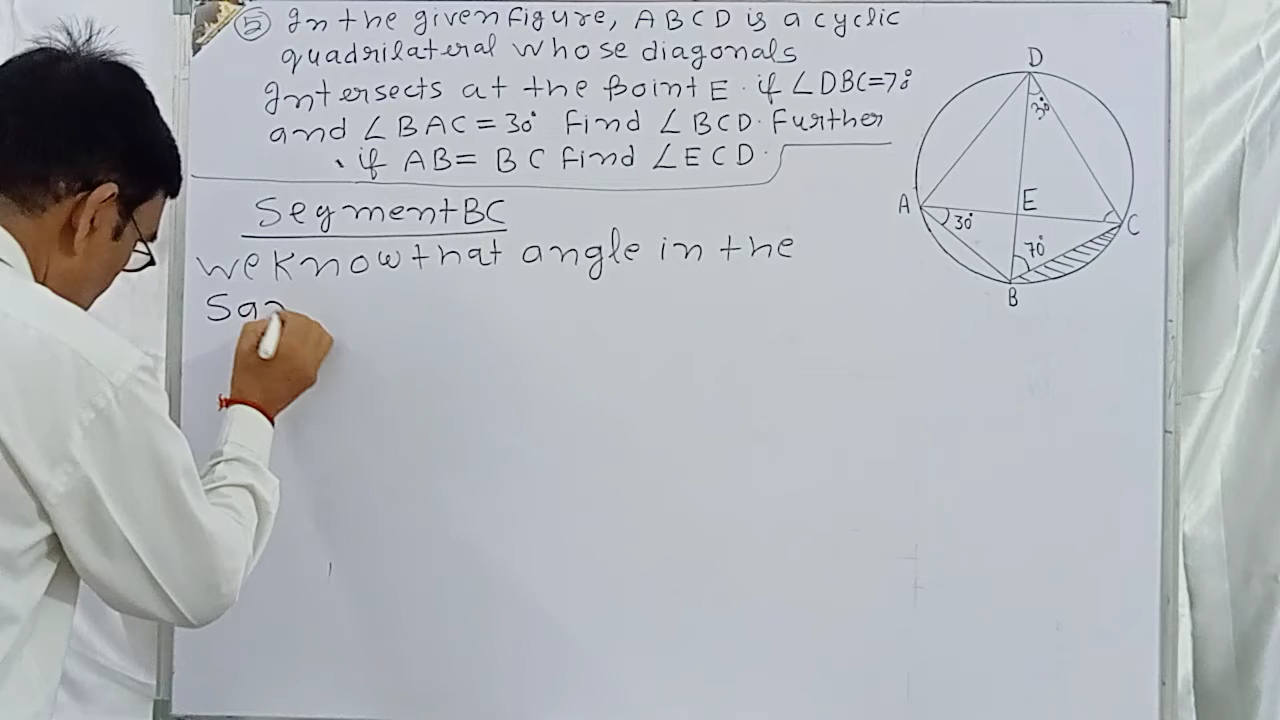 ⑤ In the given figure, ABCD is a cyclic
quadrilateral whose diagonals
Intersects at the point E. if ∠DBC=70°
and ∠BAC=30° Find ∠BCD. Further
if AB= BC find ∠ECD.
Segment BC
We know that angle in the
Sa
D
30°
A
30°
E
C
70°
B